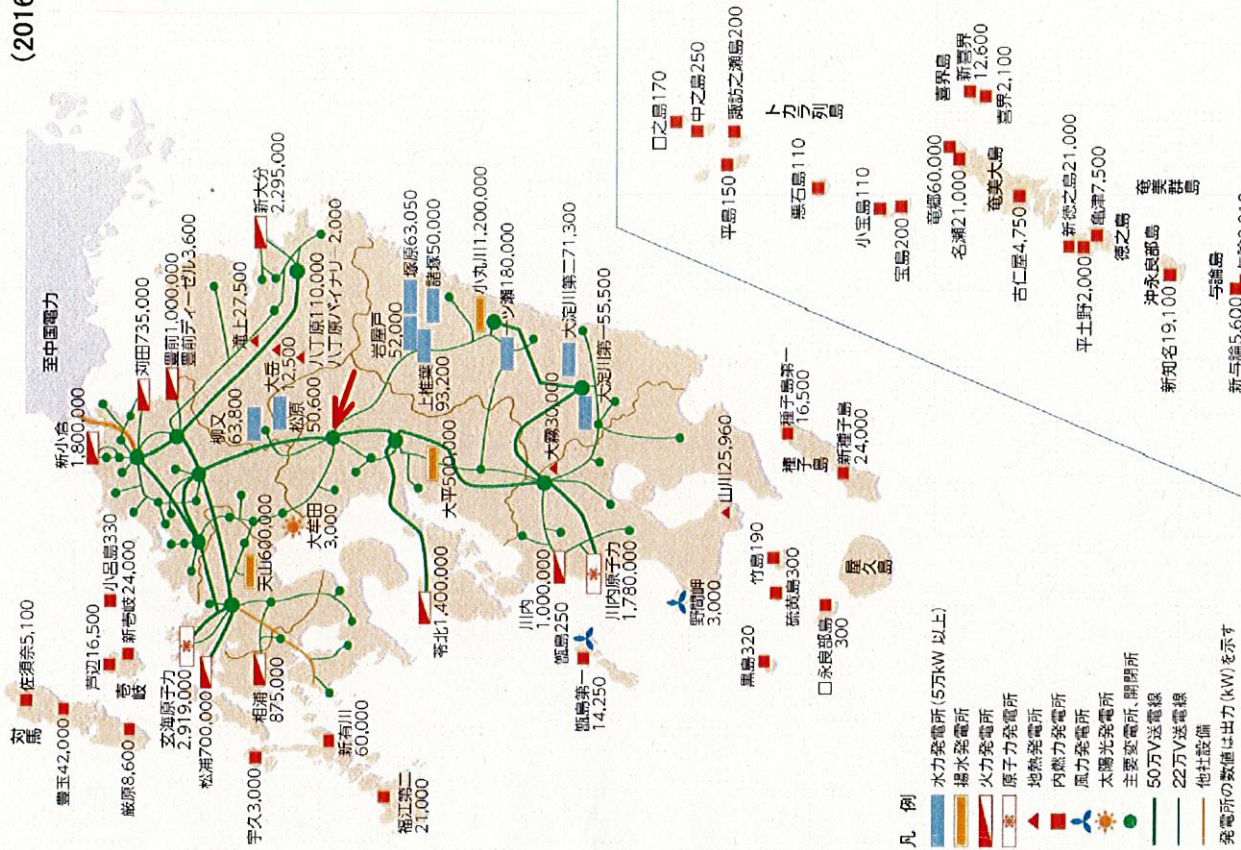 (2016
至中国電力
新小倉
1,800,000
苅田735,000
豊前1,000,000
豊前ディーゼル3,600
新大分
2,295,000
滝上27,500
大岳
12,500
八丁原110,000
八丁原バイナリ 2,000
柳又
63,800
松原
50,600
岩屋戸
52,000
塚原63,050
諸塚50,000
上椎葉
93,200
小丸川1,200,000
一ツ瀬180,000
大淀川第二71,300
大淀川第一55,500
大霧30,000
大平500,000
天山600,000
大牟田
3,000
対馬
佐須奈5,100
豊玉42,000
厳原8,600
芦辺16,500
小呂島330
新壱岐24,000
壱岐
玄海原子力
2,919,000
松浦700,000
相浦
875,000
宇久3,000
新有川
60,000
福江第二
21,000
苓北1,400,000
川内
1,000,000
甑島250
甑島第一
14,250
川内原子力
1,780,000
野間岬
3,000
山川25,960
種子島
種子島第一
16,500
新種子島
24,000
竹島190
硫黄島300
黒島320
口永良部島
300
屋久島
口之島170
中之島250
諏訪之瀬島200
平島150
トカラ列島
悪石島110
小宝島110
宝島200
喜界島
新喜界
12,600
喜界2,100
竜郷60,000
名瀬21,000
奄美大島
古仁屋4,750
新徳之島21,000
亀津7,500
平土野2,000
徳之島
奄美群島
沖永良部島
新知名19,100
与論島
新与論5,600
凡 例
水力発電所(5万kW 以上)
揚水発電所
火力発電所
原子力発電所
地熱発電所
内燃力発電所
風力発電所
太陽光発電所
主要変電所、開閉所
50万V送電線
22万V送電線
他社設備
発電所の数値は出力(kW)を示す